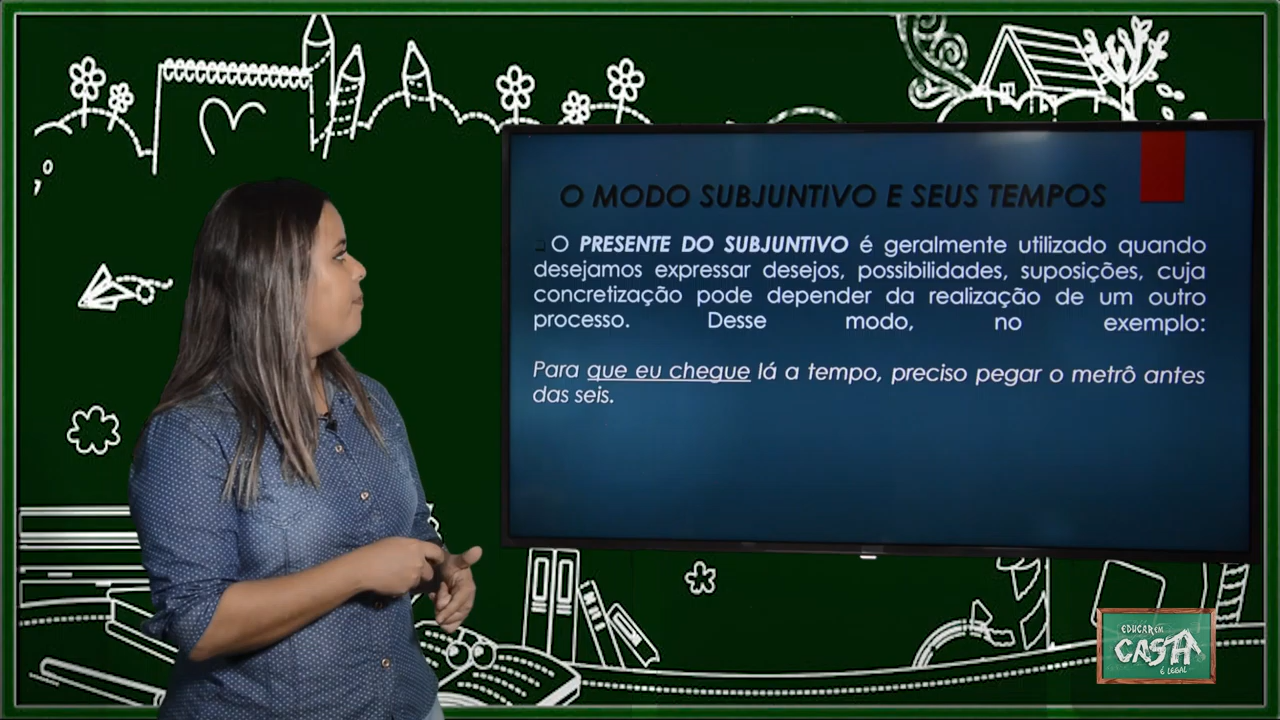 O MODO SUBJUNTIVO E SEUS TEMPOS
O PRESENTE DO SUBJUNTIVO é geralmente utilizado quando
desejamos expressar desejos, possibilidades, suposições, cuja
concretização pode depender da realização de um outro
processo. Desse modo, no exemplo:
Para que eu chegue lá a tempo, preciso pegar o metrô antes
das seis.
EDUCAR EM
CASA
É LEGAL